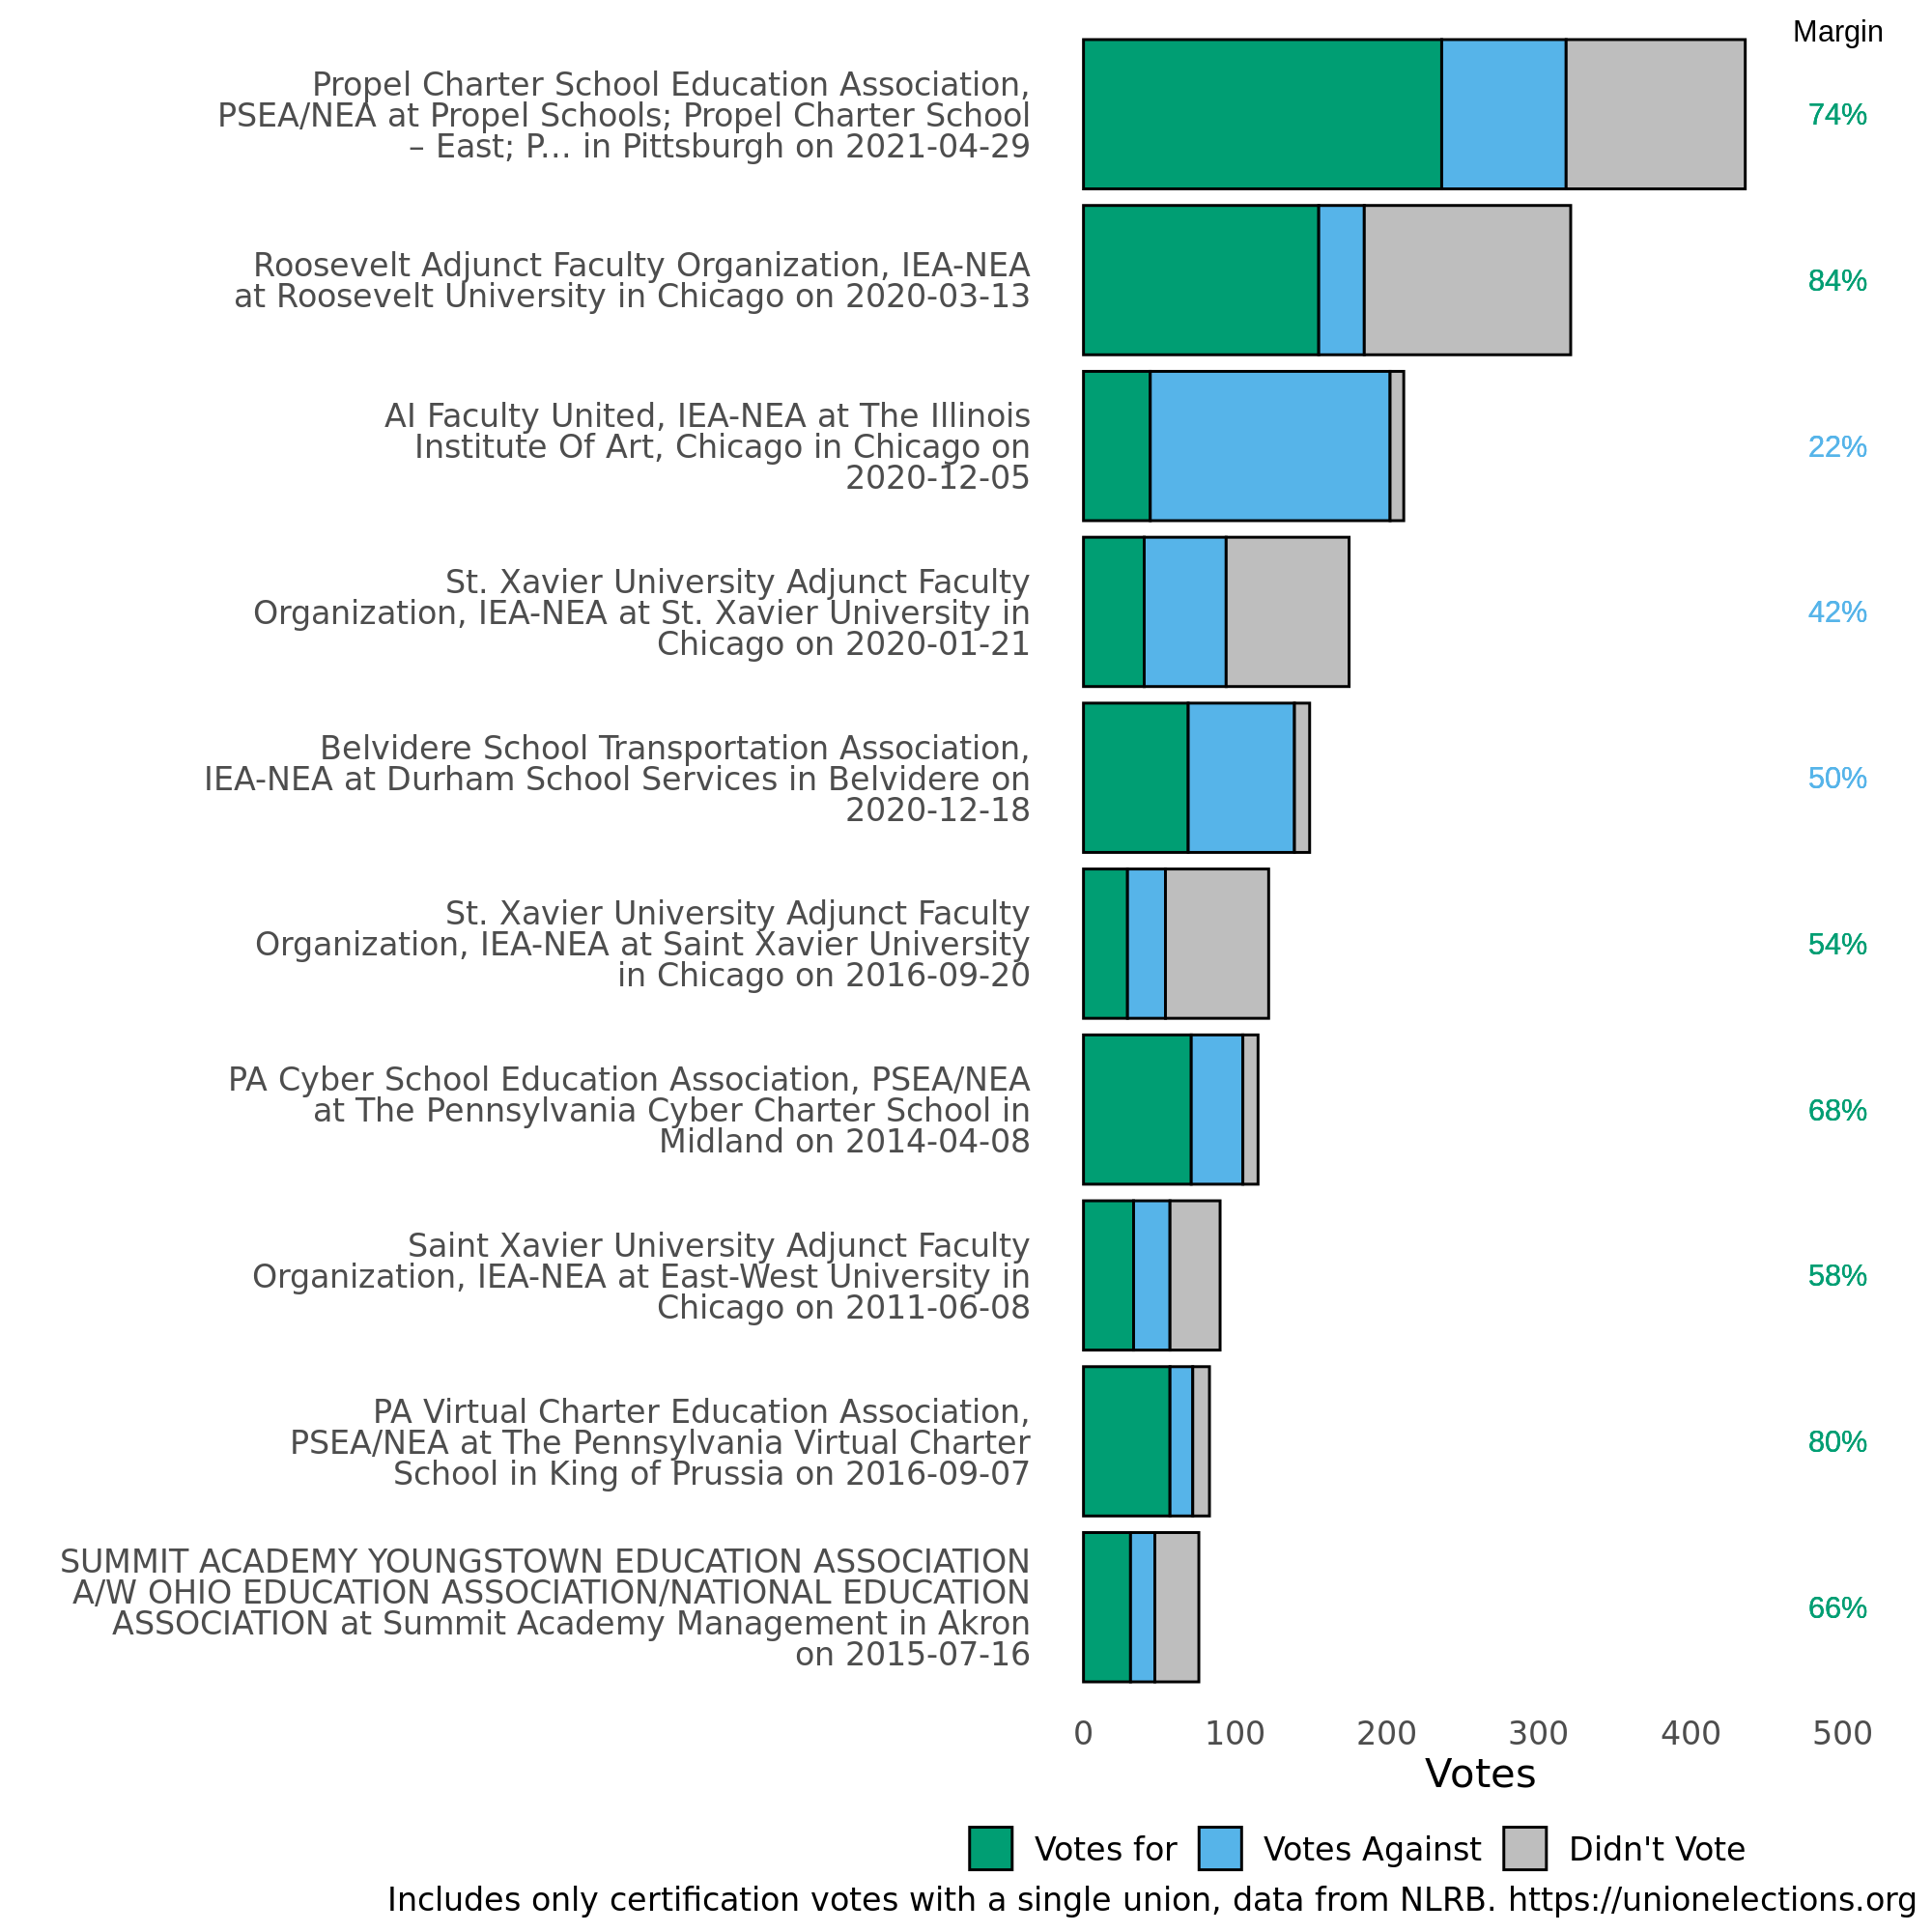 Margin
Propel Charter School Education Association,
PSEA/NEA at Propel Schools; Propel Charter School
– East; P... in Pittsburgh on 2021-04-29
74%
Roosevelt Adjunct Faculty Organization, IEA-NEA
at Roosevelt University in Chicago on 2020-03-13
84%
AI Faculty United, IEA-NEA at The Illinois
Institute Of Art, Chicago in Chicago on
2020-12-05
22%
St. Xavier University Adjunct Faculty
Organization, IEA-NEA at St. Xavier University in
Chicago on 2020-01-21
42%
Belvidere School Transportation Association,
IEA-NEA at Durham School Services in Belvidere on
2020-12-18
50%
St. Xavier University Adjunct Faculty
Organization, IEA-NEA at Saint Xavier University
in Chicago on 2016-09-20
54%
PA Cyber School Education Association, PSEA/NEA
at The Pennsylvania Cyber Charter School in
Midland on 2014-04-08
68%
Saint Xavier University Adjunct Faculty
Organization, IEA-NEA at East-West University in
Chicago on 2011-06-08
58%
PA Virtual Charter Education Association,
PSEA/NEA at The Pennsylvania Virtual Charter
School in King of Prussia on 2016-09-07
80%
SUMMIT ACADEMY YOUNGSTOWN EDUCATION ASSOCIATION
A/W OHIO EDUCATION ASSOCIATION/NATIONAL EDUCATION
ASSOCIATION at Summit Academy Management in Akron
on 2015-07-16
66%
0 100 200 300 400 500
Votes
Votes for Votes Against Didn't Vote
Includes only certification votes with a single union, data from NLRB. https://unionelections.org